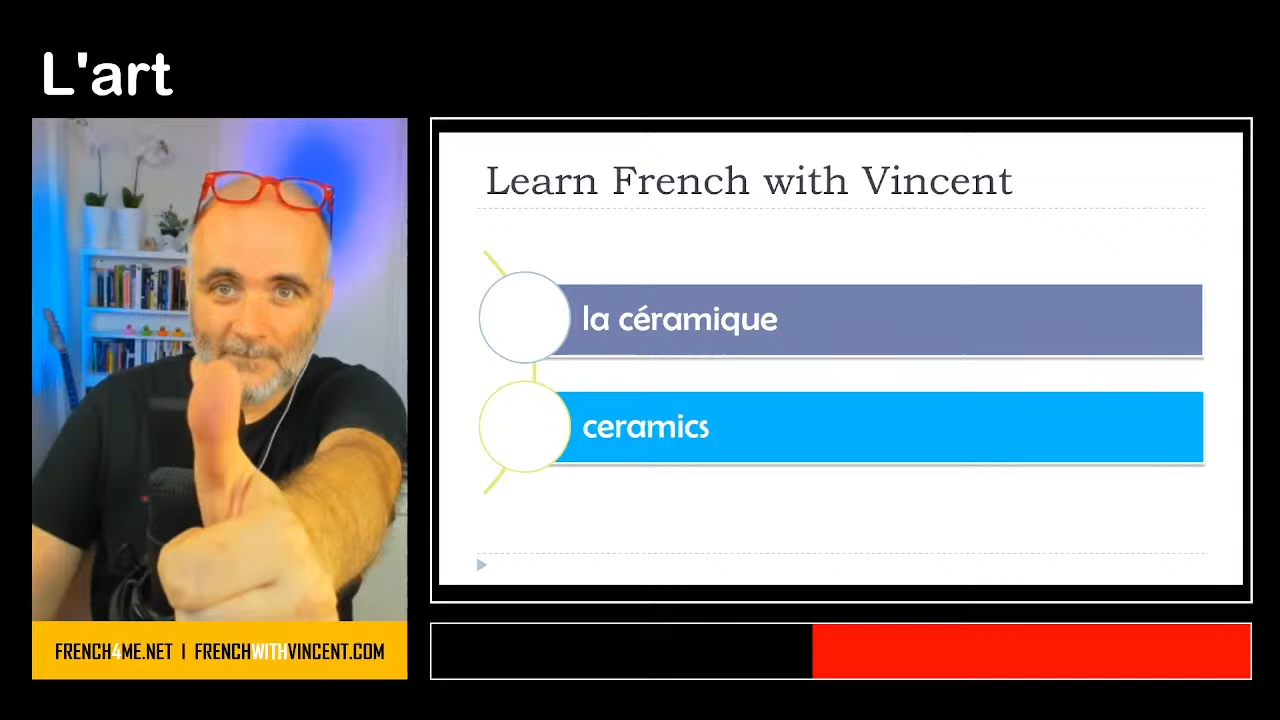 L'art
Learn French with Vincent
la céramique
ceramics
FRENCH4ME.NET I FRENCHWITHVINCENT.COM